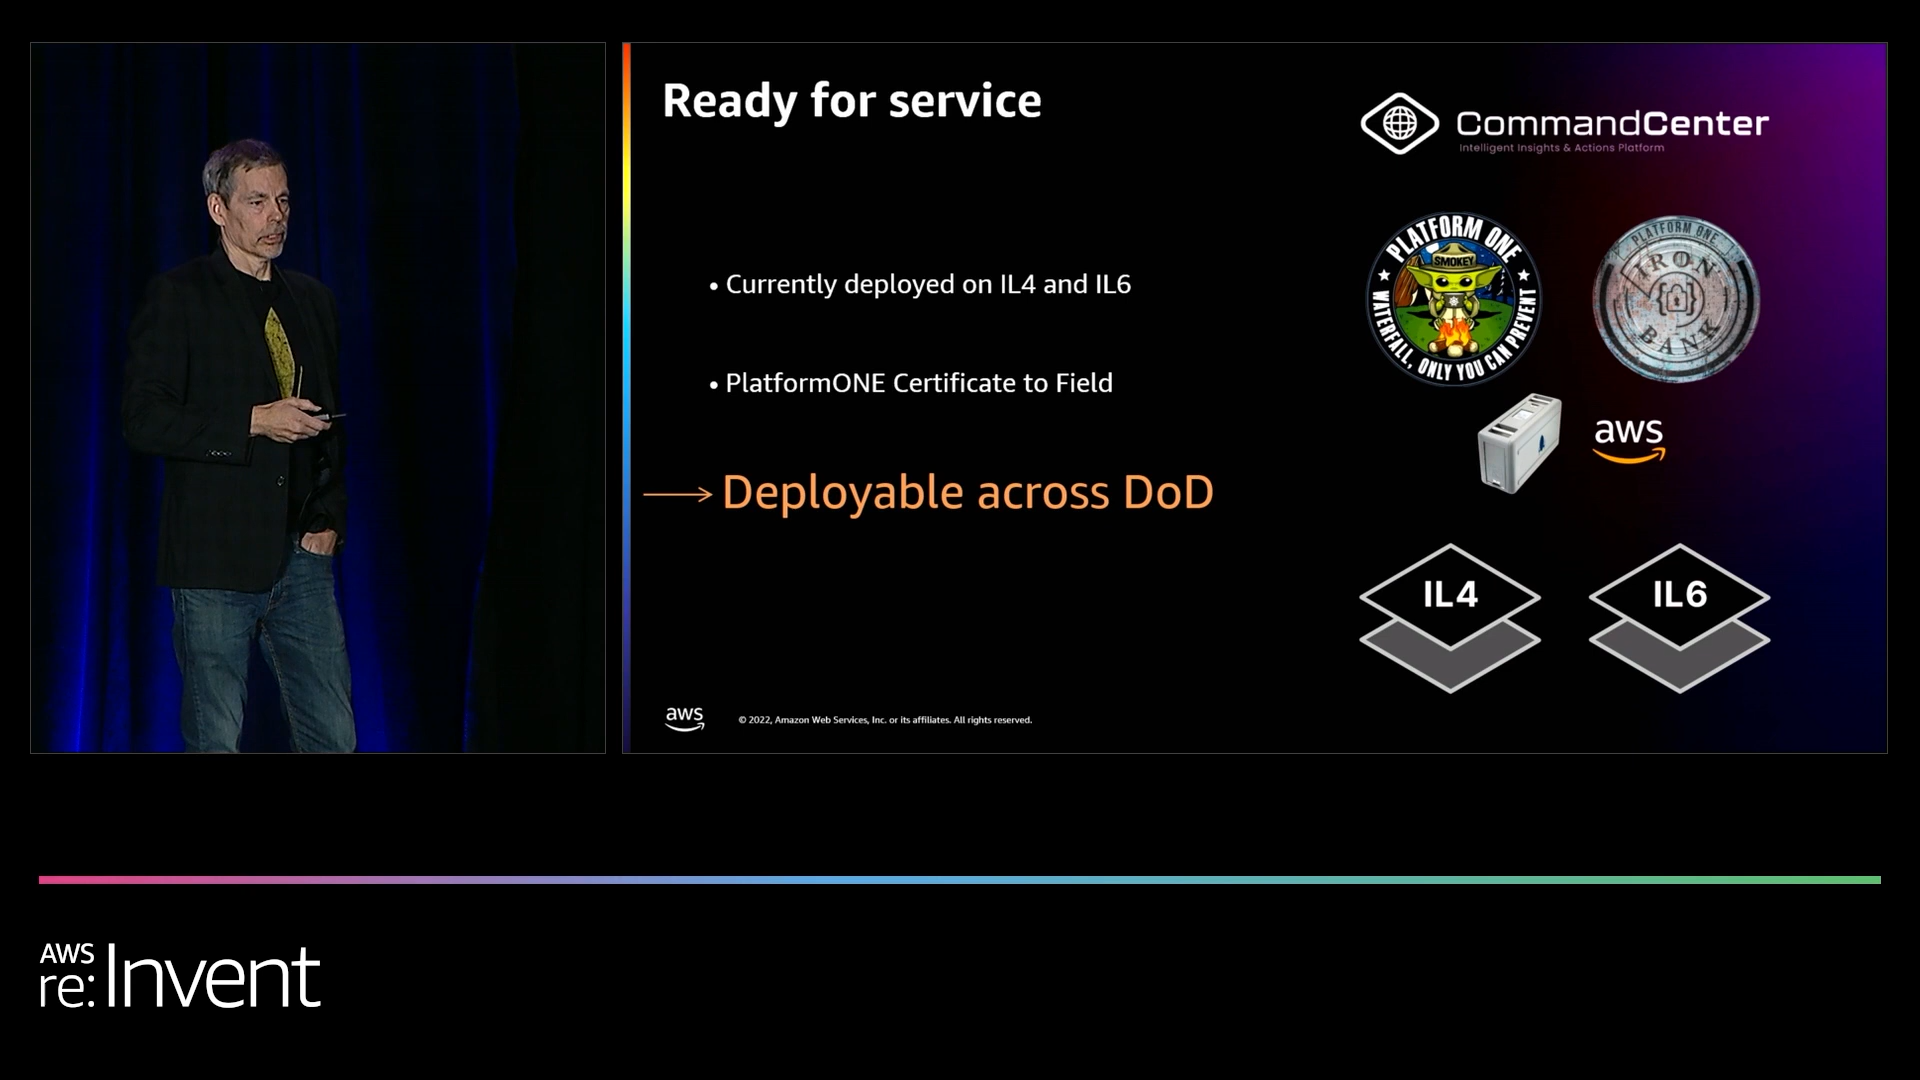 Ready for service
CommandCenter
Intelligent Insights & Actions Platform
PLATFORM ONE
SMOKEY
WATERFALL, ONLY YOU CAN PREVENT
PLATFORM ONE
IRON
BANK
• Currently deployed on IL4 and IL6
• PlatformONE Certificate to Field
aws
Deployable across DoD
IL4
IL6
aws
© 2022, Amazon Web Services, Inc. or its affiliates. All rights reserved.
AWS
re:Invent